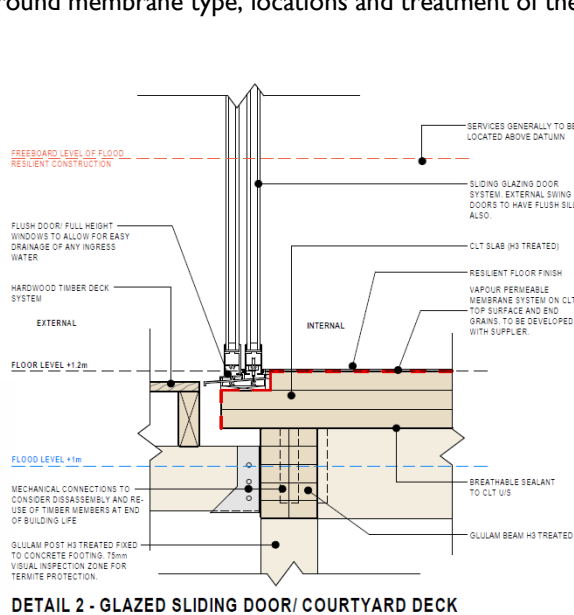 round membrane type, locations and treatment of the
SERVICES GENERALLY TO BE
LOCATED ABOVE DATUMN
FREEBOARD LEVEL OF FLOOD
RESILIENT CONSTRUCTION
SLIDING GLAZING DOOR
SYSTEM. EXTERNAL SWING
DOORS TO HAVE FLUSH SILL
ALSO.
FLUSH DOOR/ FULL HEIGHT
WINDOWS TO ALLOW FOR EASY
DRAINAGE OF ANY INGRESS
WATER
CLT SLAB (H3 TREATED)
RESILIENT FLOOR FINISH
HARDWOOD TIMBER DECK
SYSTEM
VAPOUR PERMEABLE
MEMBRANE SYSTEM ON CLT
TOP SURFACE AND END
GRAINS, TO BE DEVELOPED
WITH SUPPLIER.
EXTERNAL
INTERNAL
FLOOR LEVEL +1.2m
FLOOD LEVEL +1m
BREATHABLE SEALANT
TO CLT U/S
MECHANICAL CONNECTIONS TO
CONSIDER DISASSEMBLY AND RE-
USE OF TIMBER MEMBERS AT END
OF BUILDING LIFE
GLULAM BEAM H3 TREATED
GLULAM POST H3 TREATED FIXED
TO CONCRETE FOOTING. 75mm
VISUAL INSPECTION ZONE FOR
TERMITE PROTECTION.
DETAIL 2 - GLAZED SLIDING DOOR/ COURTYARD DECK